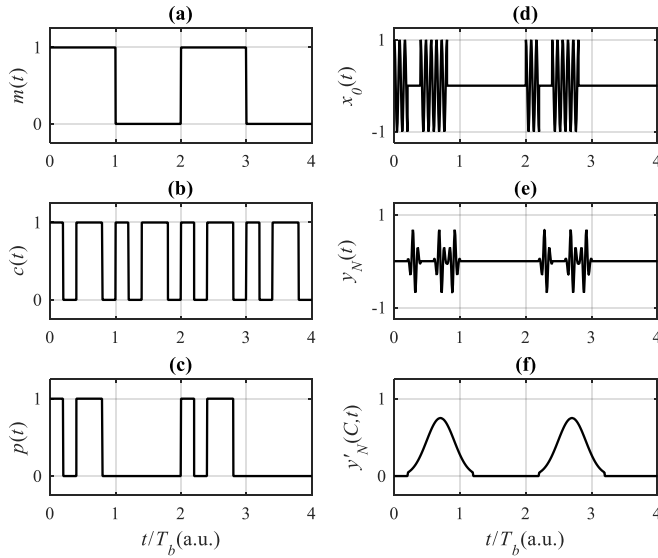 (a)
m(t)
1
0
0 1 2 3 4
(b)
c(t)
1
0
0 1 2 3 4
(c)
p(t)
1
0
0 1 2 3 4
t/T_b(a.u.)
(d)
x_0(t)
1
-1
0 1 2 3 4
(e)
y_N(t)
1
-1
0 1 2 3 4
(f)
y'_N(C,t)
1
0
0 1 2 3 4
t/T_b(a.u.)